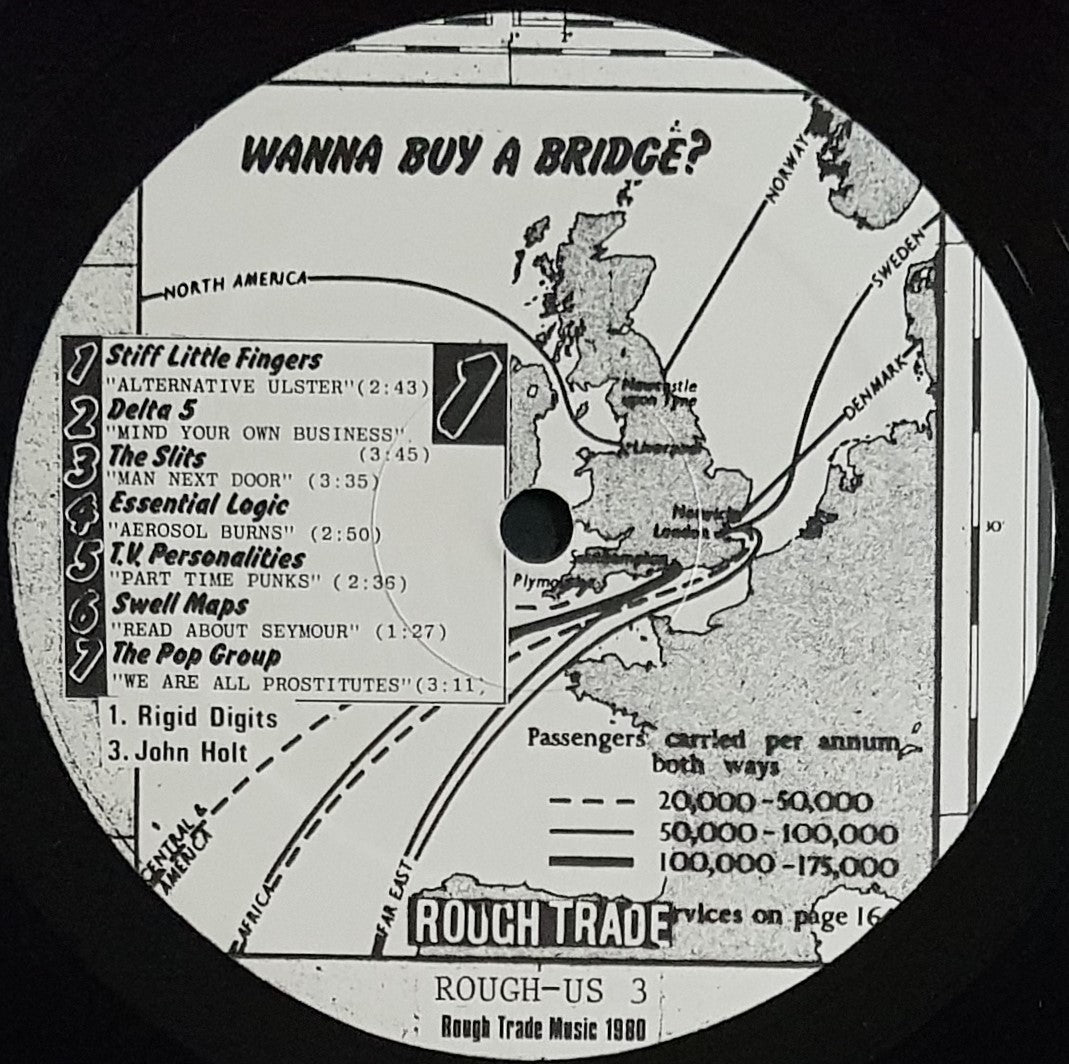 WANNA BUY A BRIDGE?
NORWAY
SWEDEN
NORTH AMERICA
DENMARK
1 Stiff Little Fingers 1
"ALTERNATIVE ULSTER"(2:43)
2 Delta 5
"MIND YOUR OWN BUSINESS"
(3:45)
3 The Slits
"MAN NEXT DOOR" (3:35)
4 Essential Logic
"AEROSOL BURNS" (2:50)
5 T.V. Personalities
"PART TIME PUNKS" (2:36)
6 Swell Maps
"READ ABOUT SEYMOUR" (1:27)
7 The Pop Group
"WE ARE ALL PROSTITUTES"(3:11)
1. Rigid Digits
3. John Holt
Newcastle
upon Tyne
Liverpool
Norwich
London
30'
Passengers carried per annum
both ways
20,000-50,000
50,000-100,000
100,000-175,000
CENTRAL &
AMERICA
AFRICA
FAR EAST
rvices on page 16
ROUGH TRADE
ROUGH-US 3
Rough Trade Music 1980